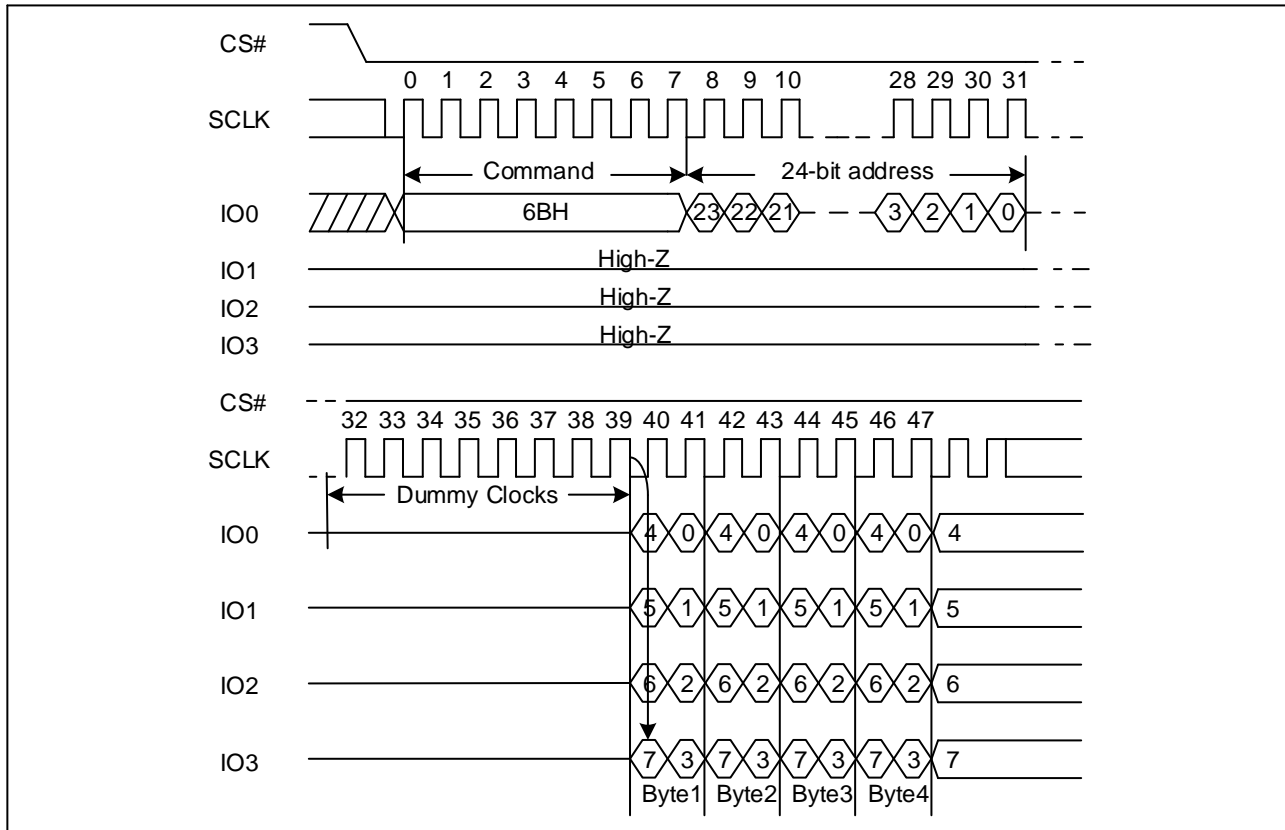 CS#
0 1 2 3 4 5 6 7 8 9 10 28 29 30 31
SCLK
Command 24-bit address
IO0 6BH 23 22 21 3 2 1 0
High-Z
IO1
High-Z
IO2
High-Z
IO3
CS#
32 33 34 35 36 37 38 39 40 41 42 43 44 45 46 47
SCLK
Dummy Clocks
IO0 4 0 4 0 4 0 4 0 4
IO1 5 1 5 1 5 1 5 1 5
IO2 6 2 6 2 6 2 6 2 6
IO3 7 3 7 3 7 3 7 3 7
Byte1 Byte2 Byte3 Byte4